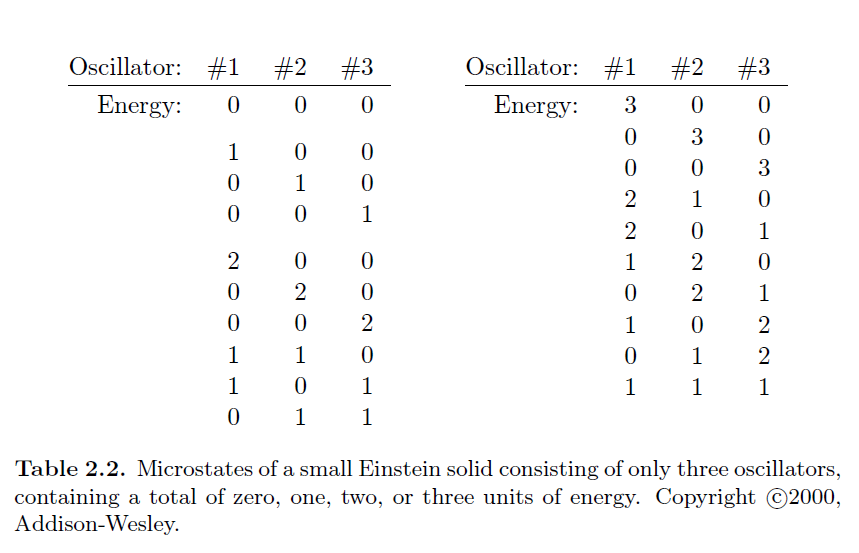 Oscillator: #1 #2 #3
Energy: 0 0 0
1 0 0
0 1 0
0 0 1
2 0 0
0 2 0
0 0 2
1 1 0
1 0 1
0 1 1
Oscillator: #1 #2 #3
Energy: 3 0 0
0 3 0
0 0 3
2 1 0
2 0 1
1 2 0
0 2 1
1 0 2
0 1 2
1 1 1
Table 2.2. Microstates of a small Einstein solid consisting of only three oscillators,
containing a total of zero, one, two, or three units of energy. Copyright ©2000,
Addison-Wesley.